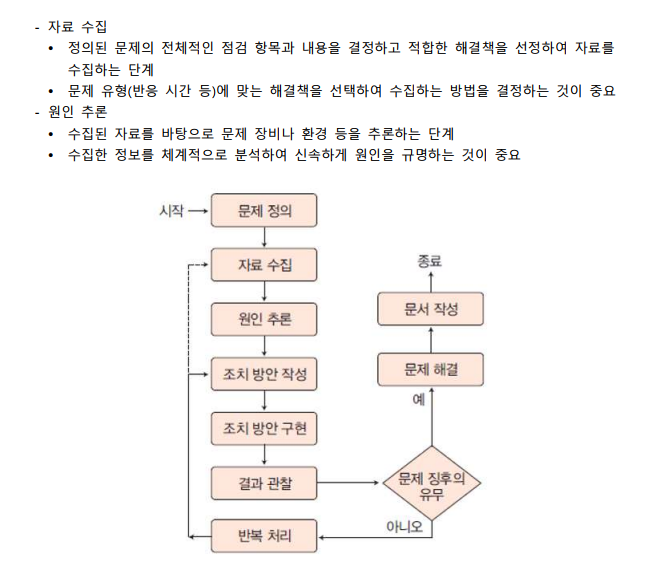 - 자료 수집
• 정의된 문제의 전체적인 점검 항목과 내용을 결정하고 적합한 해결책을 선정하여 자료를
수집하는 단계
• 문제 유형(반응 시간 등)에 맞는 해결책을 선택하여 수집하는 방법을 결정하는 것이 중요
- 원인 추론
• 수집된 자료를 바탕으로 문제 장비나 환경 등을 추론하는 단계
• 수집한 정보를 체계적으로 분석하여 신속하게 원인을 규명하는 것이 중요
시작
문제 정의
자료 수집
원인 추론
조치 방안 작성
조치 방안 구현
결과 관찰
반복 처리
종료
문서 작성
문제 해결
예
문제 징후의
유무
아니오